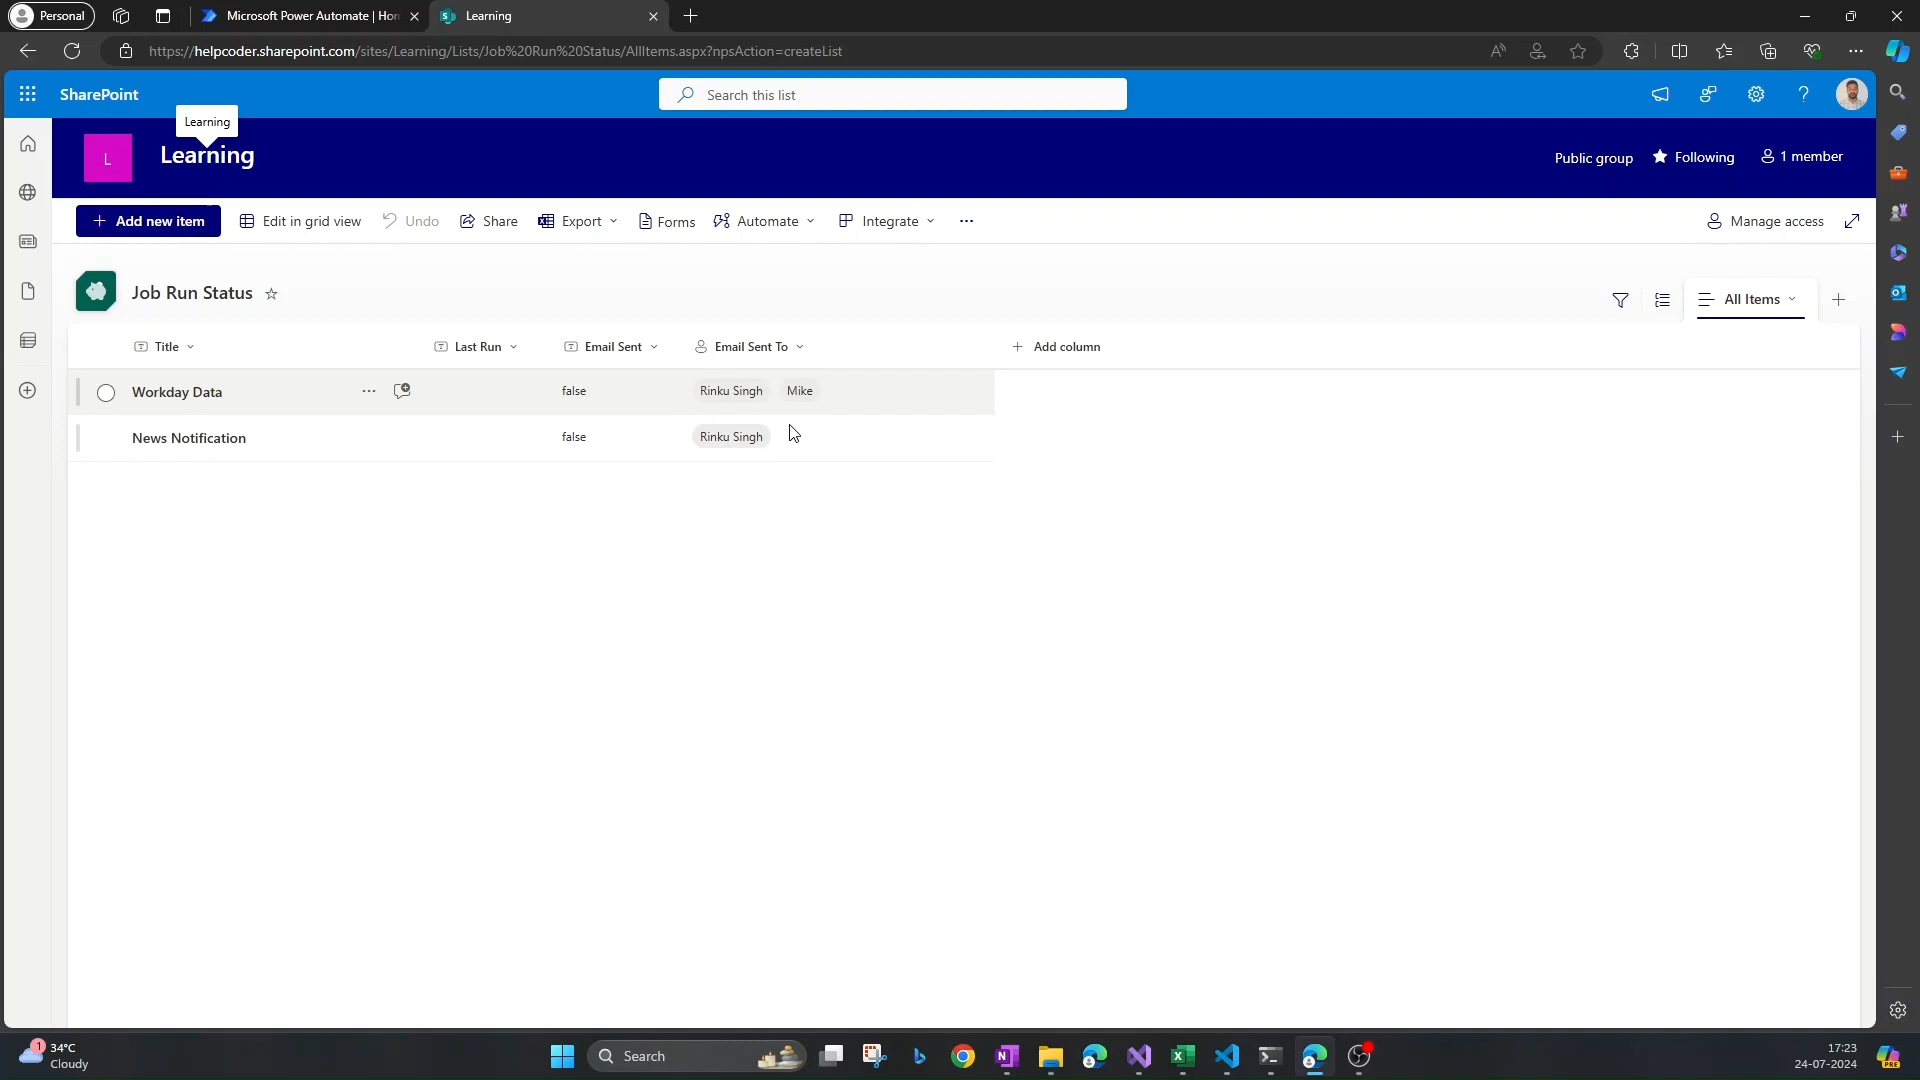 Personal
Microsoft Power Automate | Hon
Learning
https://helpcoder.sharepoint.com/sites/Learning/Lists/Job%20Run%20Status/AllItems.aspx?npsAction=createList
SharePoint
Search this list
Learning
L
Learning
Public group
Following
1 member
Add new item
Edit in grid view
Undo
Share
Export
Forms
Automate
Integrate
Manage access
Job Run Status
All Items
Title
Last Run
Email Sent
Email Sent To
Add column
Workday Data
false
Rinku Singh
Mike
News Notification
false
Rinku Singh
1
34°C
Cloudy
Search
17:23
24-07-2024
PRE